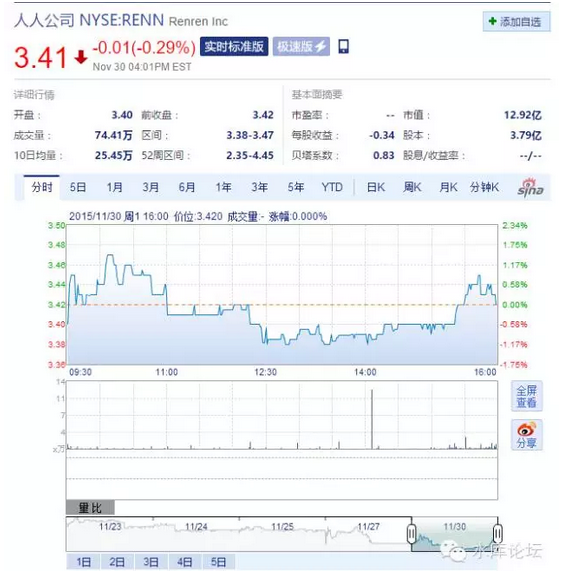 人人公司 NYSE:RENN Renren Inc
添加自选
3.41 -0.01(-0.29%) 实时标准版 极速版
Nov 30 04:01PM EST
详细行情 基本面摘要
开盘： 3.40 前收盘： 3.42 市盈率： -- 市值： 12.92亿
成交量： 74.41万 区间： 3.38-3.47 每股收益： -0.34 股本： 3.79亿
10日均量： 25.45万 52周区间： 2.35-4.45 贝塔系数： 0.83 股息/收益率： --/--
分时 5日 1月 3月 6月 1年 3年 5年 YTD 日K 周K 月K 分钟K sina
2015/11/30 周1 16:00 价位:3.420 成交量:- 涨幅:0.000%
3.50 2.34%
3.48 1.75%
3.46 1.17%
3.44 0.58%
3.42 0.00%
3.40 -0.58%
3.38 -1.17%
3.36 -1.75%
09:30 11:00 12:30 14:00 16:00
14
11
7
4
x万
全屏
查看
分享
量比
11/23 11/24 11/25 11/27 11/30
水库论坛
1日 2日 3日 4日 5日